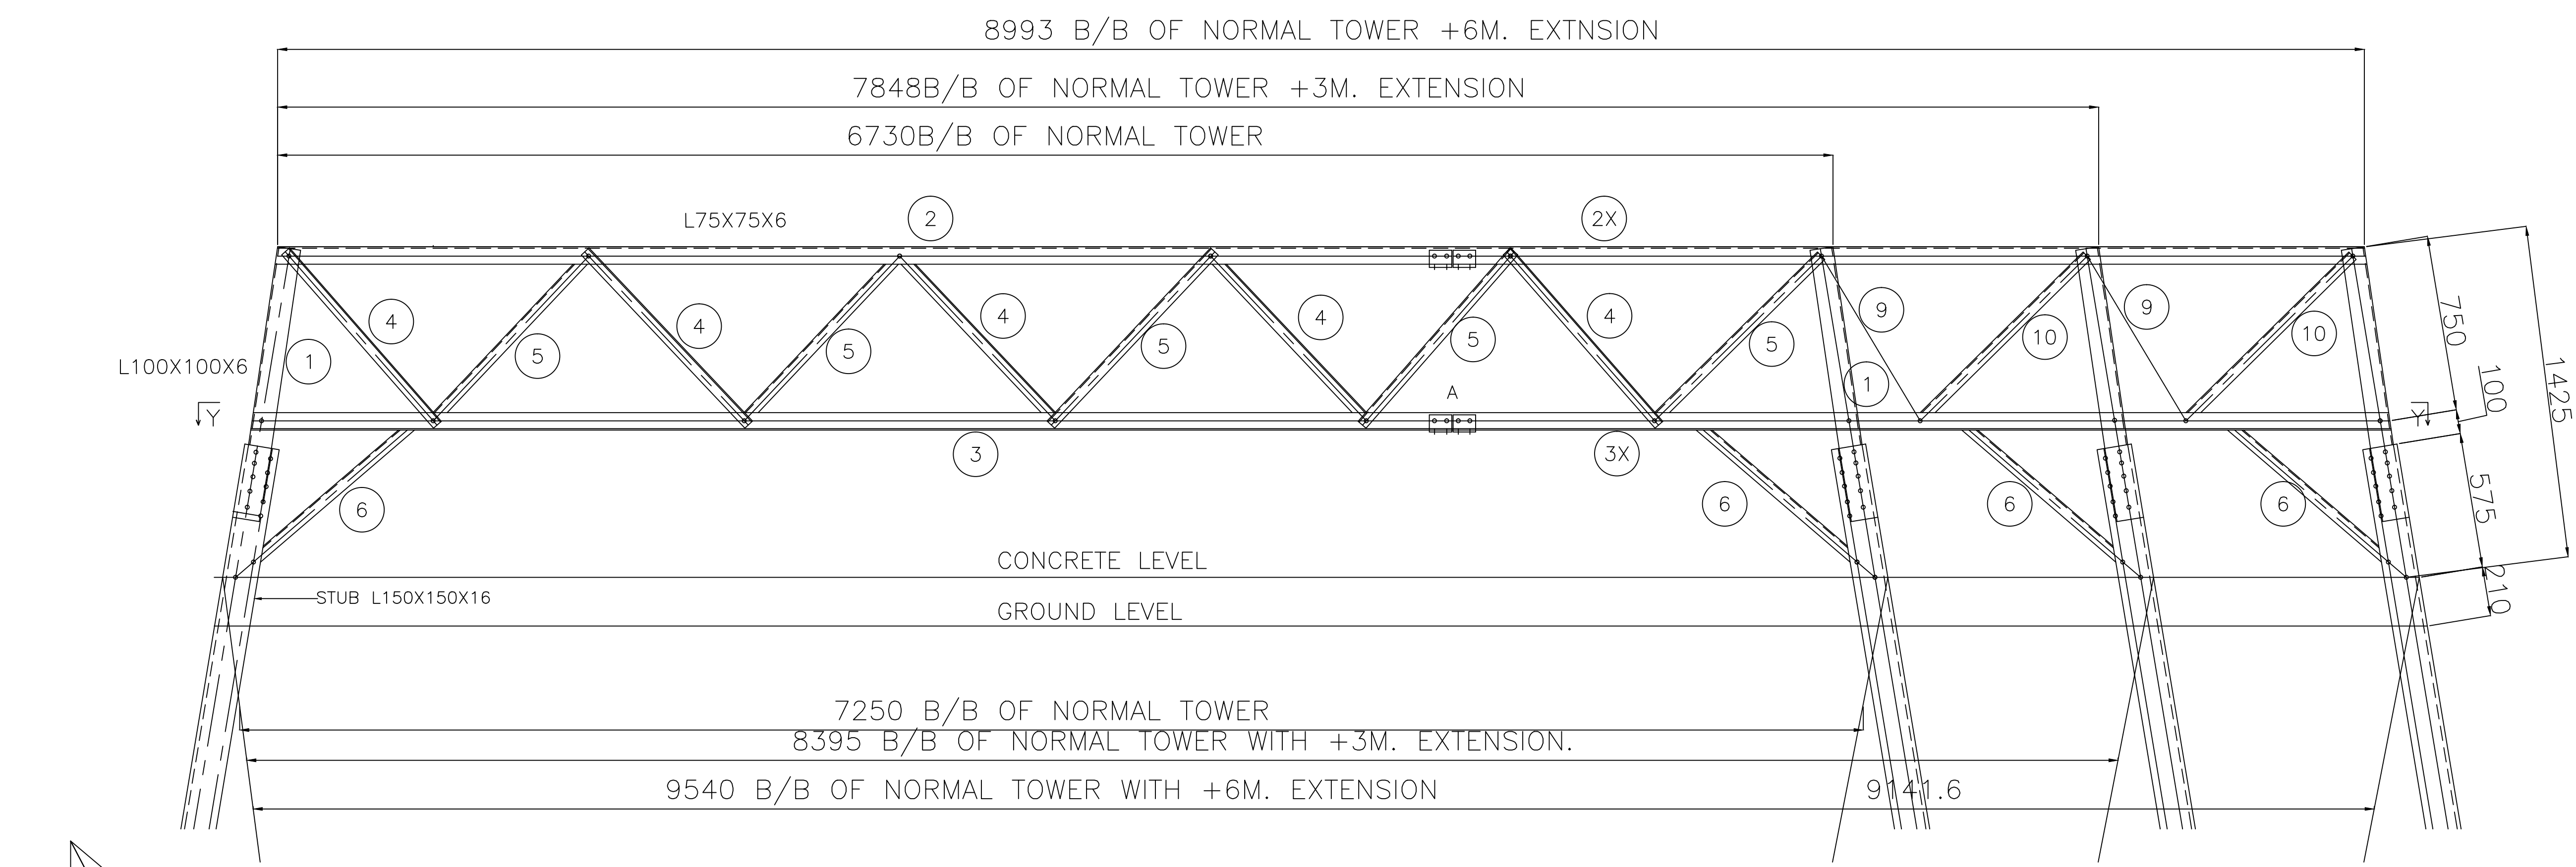 8993 B/B OF NORMAL TOWER +6M. EXTNSION
7848B/B OF NORMAL TOWER +3M. EXTENSION
6730B/B OF NORMAL TOWER
L75X75X6
2
2X
4
5
4
5
4
5
4
5
4
5
9
10
9
10
L100X100X6
1
1
A
Y
Y
3
3X
6
6
6
6
750
100
1425
575
210
CONCRETE LEVEL
STUB L150X150X16
GROUND LEVEL
7250 B/B OF NORMAL TOWER
8395 B/B OF NORMAL TOWER WITH +3M. EXTENSION.
9540 B/B OF NORMAL TOWER WITH +6M. EXTENSION
9141.6